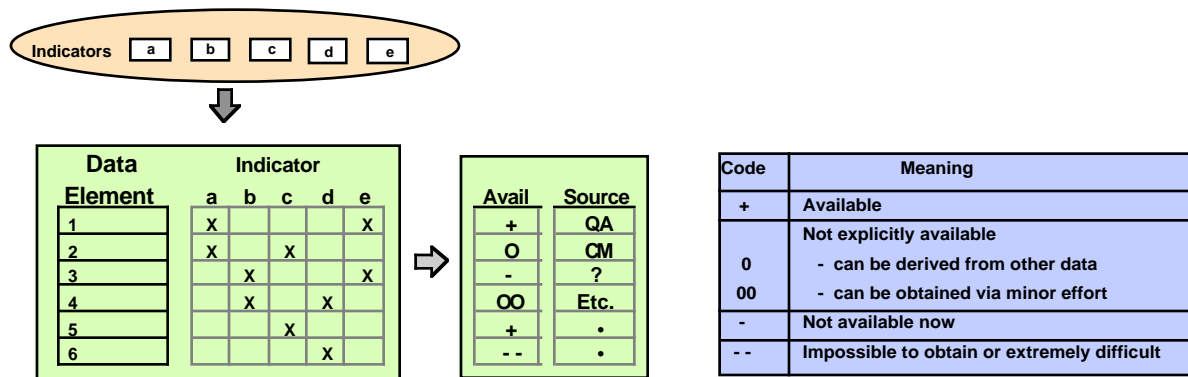 Indicators a b c d e
Data Indicator
Element a b c d e
1 X X
2 X X
3 X X
4 X X
5 X
6 X
Avail Source
+ QA
O CM
- ?
OO Etc.
+ •
- - •
Code Meaning
+ Available
Not explicitly available
0 - can be derived from other data
00 - can be obtained via minor effort
- Not available now
- - Impossible to obtain or extremely difficult